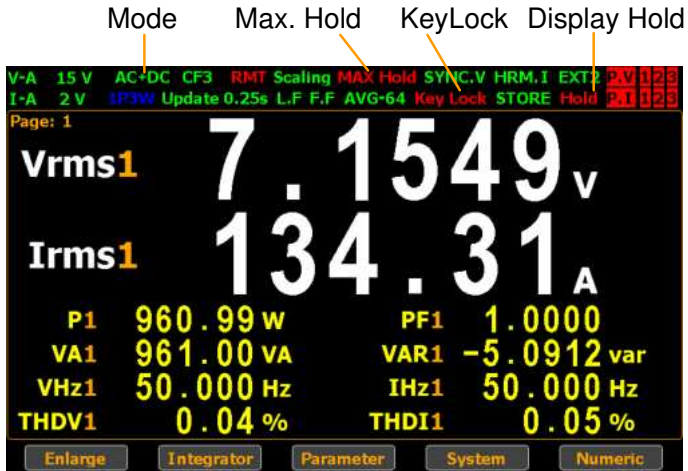 Mode Max. Hold KeyLock Display Hold
V-A 15 V AC+DC CF3 RMT Scaling MAX Hold SYNC.V HRM.I EXT2 P.V 1 2 3
I-A 2 V 1P3W Update 0.25s L.F F.F AVG-64 Key Lock STORE Hold P.I 1 2 3
Page: 1
Vrms1 7.1549 V
Irms1 134.31 A
P1 960.99 W PF1 1.0000
VA1 961.00 VA VAR1 -5.0912 var
VHz1 50.000 Hz IHz1 50.000 Hz
THDV1 0.04 % THDI1 0.05 %
Enlarge Integrator Parameter System Numeric